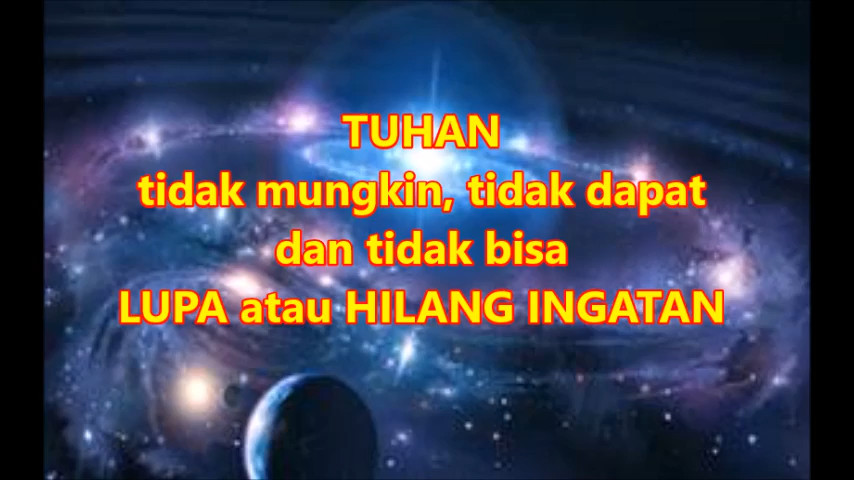 TUHAN
tidak mungkin, tidak dapat
dan tidak bisa
LUPA atau HILANG INGATAN